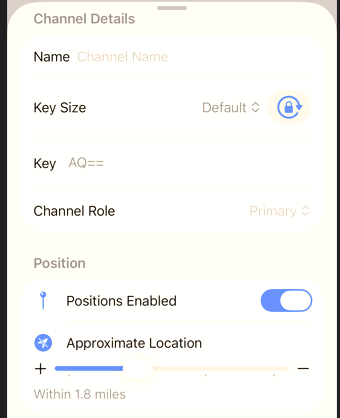 Channel Details
Name Channel Name
Key Size Default
Key AQ==
Channel Role Primary
Position
Positions Enabled
Approximate Location
+ −
Within 1.8 miles